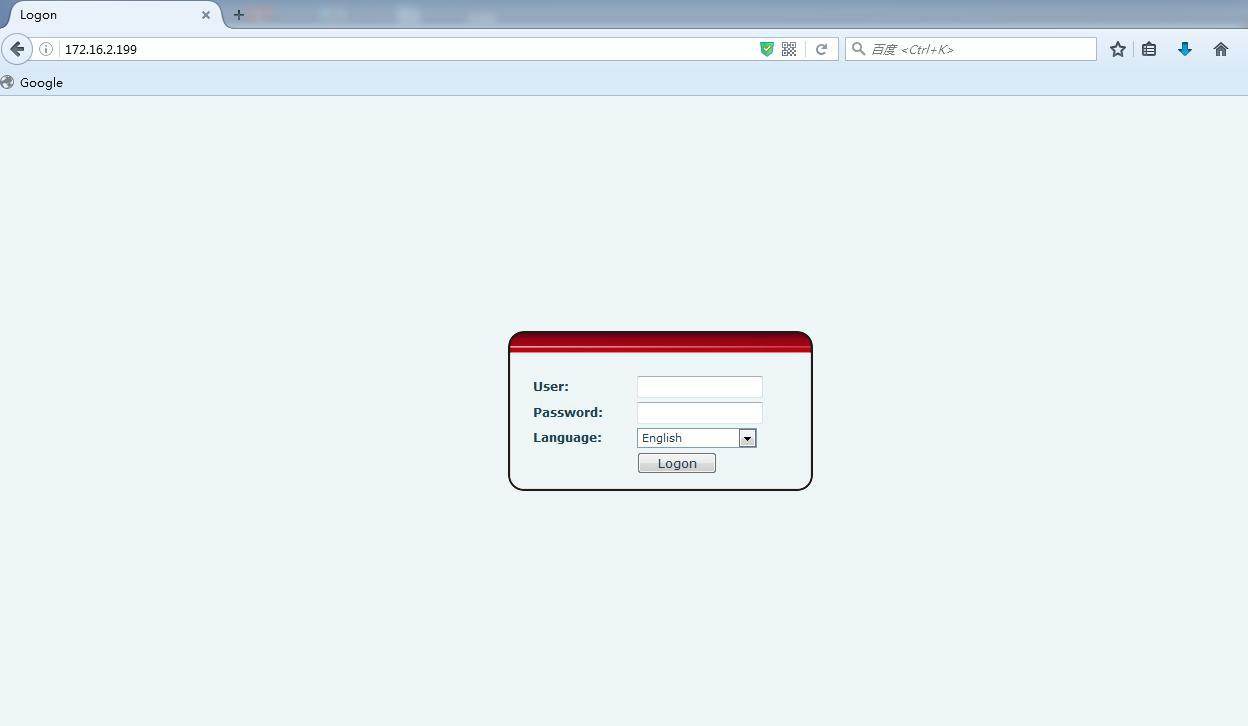 Logon
172.16.2.199
百度 <Ctrl+K>
Google
User:
Password:
Language:
English
Logon